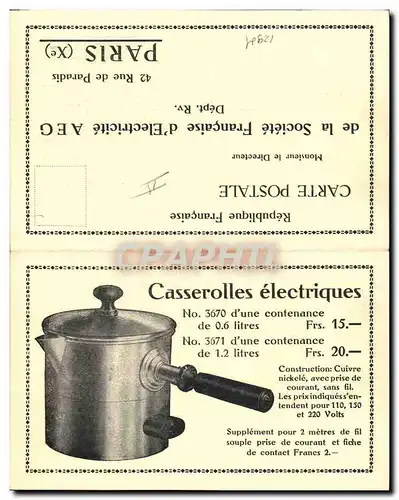 République Française
CARTE POSTALE
Monsieur le Directeur
de la Société Française d'Electricité AEG
Dépt. Rv.
42 Rue de Paradis
PARIS (Xe)
CPAPHIL
Casserolles électriques
No. 3670 d'une contenance
de 0.6 litres Frs. 15.—
No. 3671 d'une contenance
de 1.2 litres Frs. 20.—
Construction: Cuivre
nickelé, avec prise de
courant, sans fil.
Les prix indiqués s'en-
tendent pour 110, 150
et 220 Volts
Supplément pour 2 mètres de fil
souple prise de courant et fiche
de contact Francs 2.—